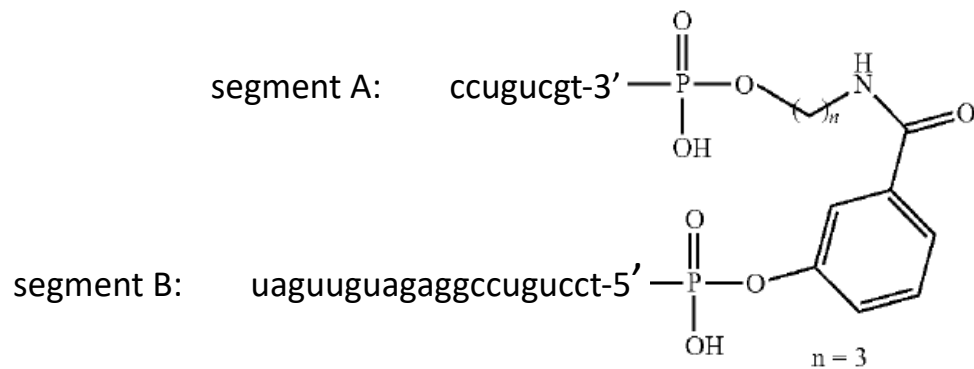 O
H
segment A: ccugucgt-3’ P O ( )n N O
OH
O
segment B: uaguuguagaggccugucct-5’ P O
OH
n = 3